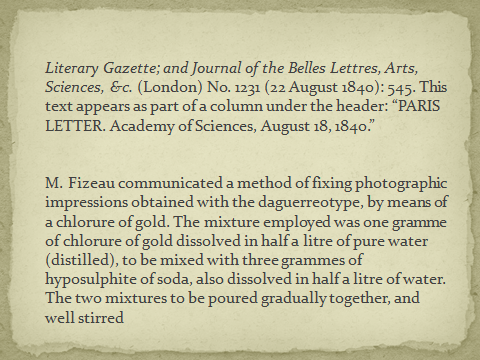 Literary Gazette; and Journal of the Belles Lettres, Arts,
Sciences, &c. (London) No. 1231 (22 August 1840): 545. This
text appears as part of a column under the header: “PARIS
LETTER. Academy of Sciences, August 18, 1840.”
M. Fizeau communicated a method of fixing photographic
impressions obtained with the daguerreotype, by means of
a chlorure of gold. The mixture employed was one gramme
of chlorure of gold dissolved in half a litre of pure water
(distilled), to be mixed with three grammes of
hyposulphite of soda, also dissolved in half a litre of water.
The two mixtures to be poured gradually together, and
well stirred